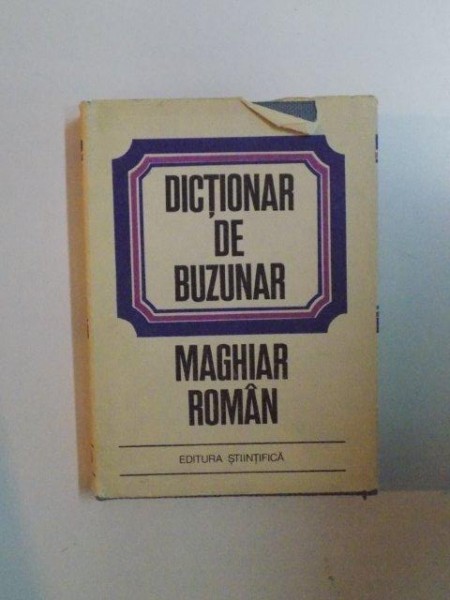 DICȚIONAR
DE
BUZUNAR
MAGHIAR
ROMÂN
EDITURA ȘTIINȚIFICĂ